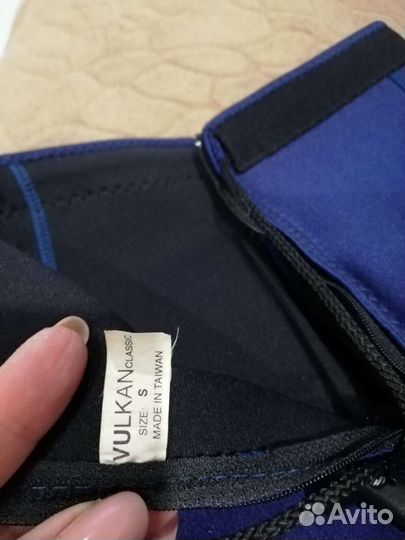 VULKAN CLASSIC
SIZE: S
MADE IN TAIWAN
Avito